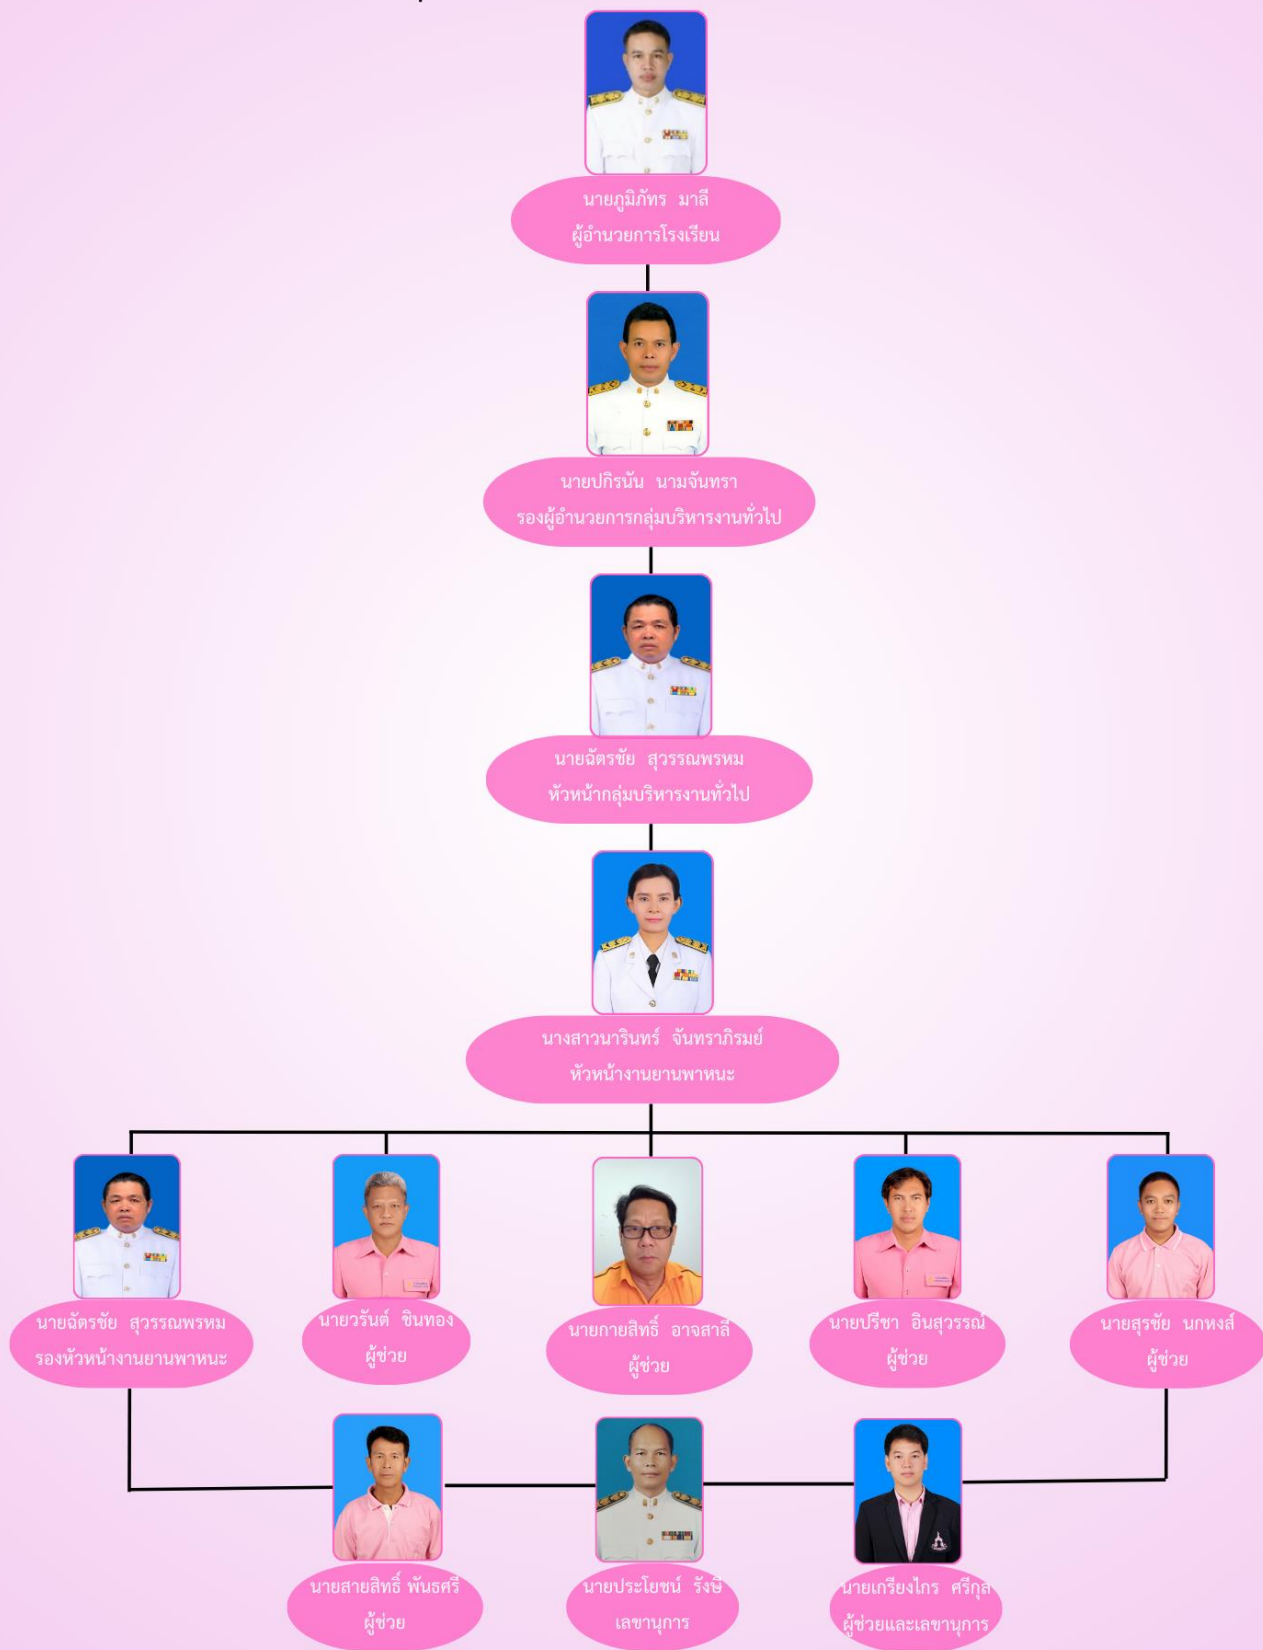 นายภูมิภัทร มาลี
ผู้อำนวยการโรงเรียน
นายปกิรนัน นามจันทรา
รองผู้อำนวยการกลุ่มบริหารงานทั่วไป
นายฉัตรชัย สุวรรณพรหม
หัวหน้ากลุ่มบริหารงานทั่วไป
นางสาวนารินทร์ จันทราภิรมย์
หัวหน้างานยานพาหนะ
นายฉัตรชัย สุวรรณพรหม
รองหัวหน้างานยานพาหนะ
นายวรันต์ ชินทอง
ผู้ช่วย
นายกายสิทธิ์ อาจสาลี
ผู้ช่วย
นายปรีชา อินสุวรรณ์
ผู้ช่วย
นายสุรชัย นกหงส์
ผู้ช่วย
นายสายสิทธิ์ พันธศรี
ผู้ช่วย
นายประโยชน์ รังษี
เลขานุการ
นายเกรียงไกร ศรีกุล
ผู้ช่วยและเลขานุการ